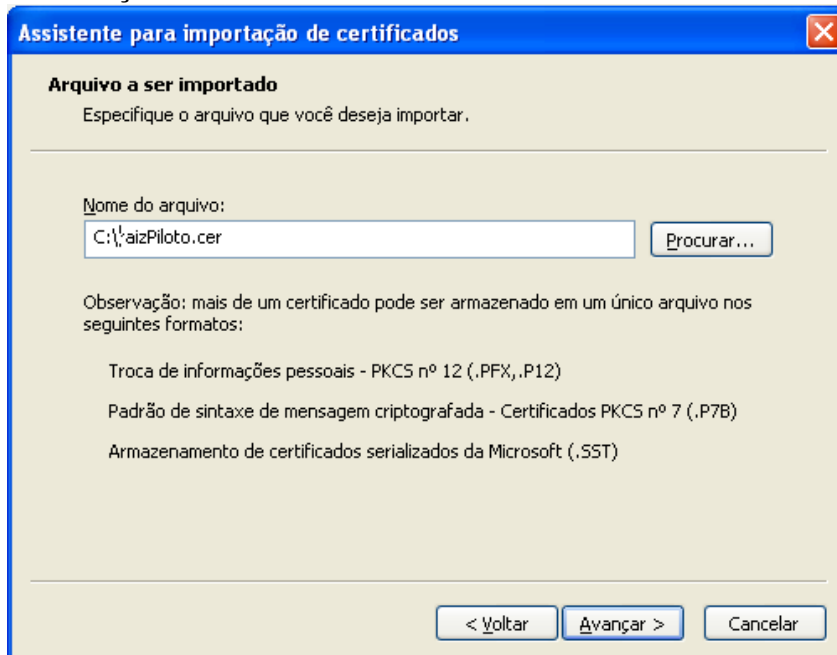 Assistente para importação de certificados
Arquivo a ser importado
Especifique o arquivo que você deseja importar.
Nome do arquivo:
Procurar...
Observação: mais de um certificado pode ser armazenado em um único arquivo nos
seguintes formatos:
Troca de informações pessoais - PKCS nº 12 (.PFX,.P12)
Padrão de sintaxe de mensagem criptografada - Certificados PKCS nº 7 (.P7B)
Armazenamento de certificados serializados da Microsoft (.SST)
< Voltar
Avançar >
Cancelar